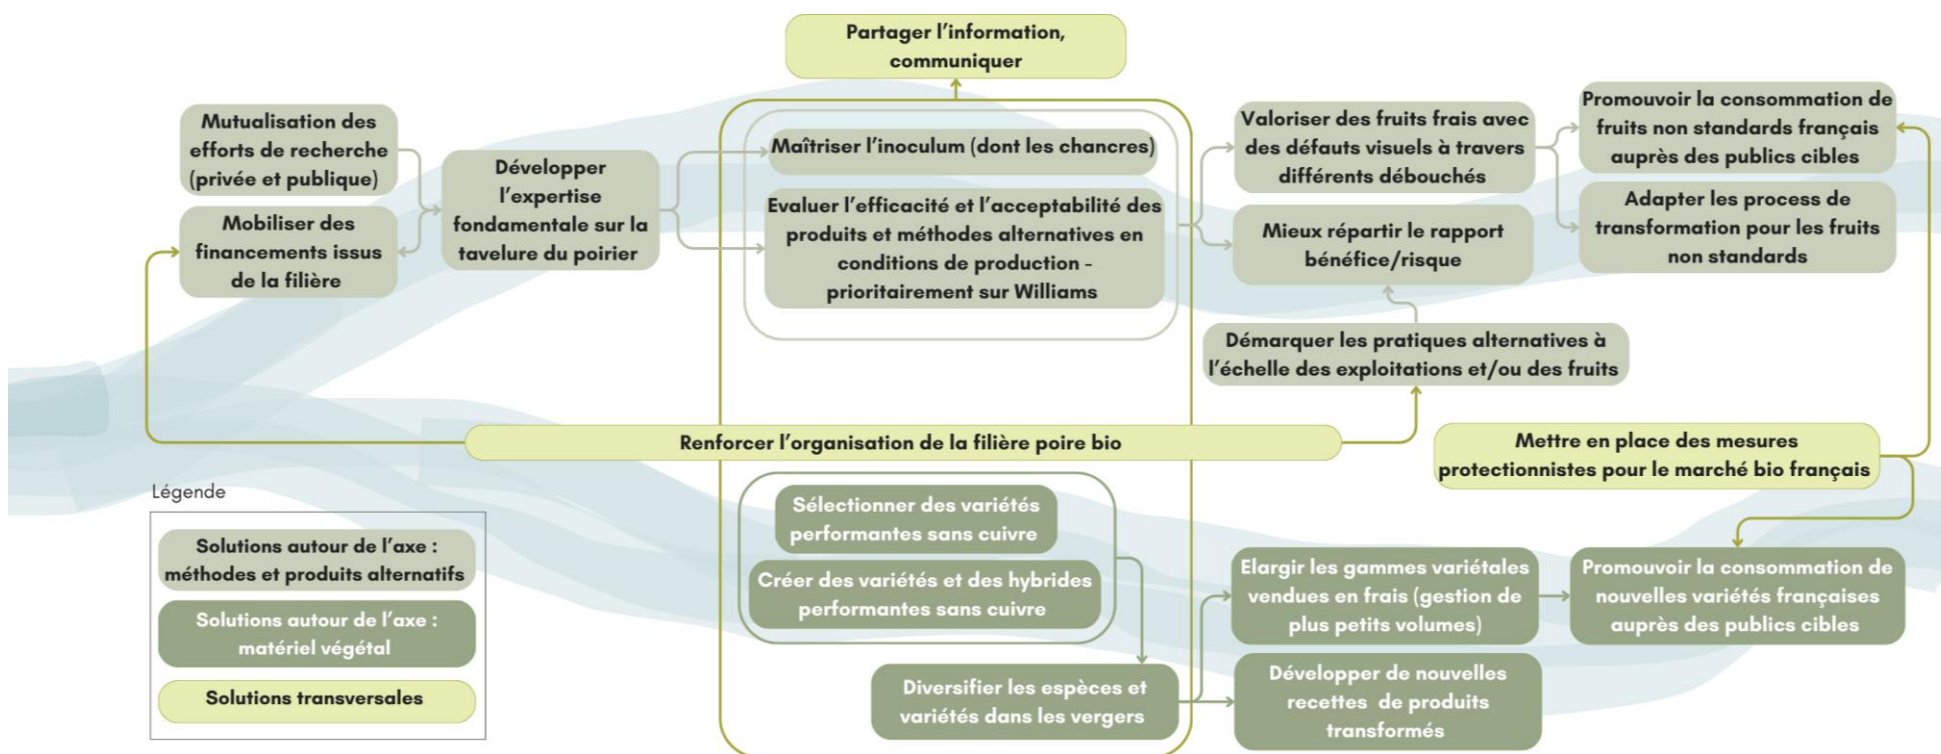 Partager l'information,
communiquer
Mutualisation des
efforts de recherche
(privée et publique)
Mobiliser des
financements issus
de la filière
Développer
l'expertise
fondamentale sur la
tavelure du poirier
Maîtriser l'inoculum (dont les chancres)
Evaluer l'efficacité et l'acceptabilité des
produits et méthodes alternatives en
conditions de production -
prioritairement sur Williams
Valoriser des fruits frais avec
des défauts visuels à travers
différents débouchés
Mieux répartir le rapport
bénéfice/risque
Promouvoir la consommation de
fruits non standards français
auprès des publics cibles
Adapter les process de
transformation pour les fruits
non standards
Démarquer les pratiques alternatives à
l'échelle des exploitations et/ou des fruits
Renforcer l'organisation de la filière poire bio
Mettre en place des mesures
protectionnistes pour le marché bio français
Sélectionner des variétés
performantes sans cuivre
Créer des variétés et des hybrides
performantes sans cuivre
Diversifier les espèces et
variétés dans les vergers
Elargir les gammes variétales
vendues en frais (gestion de
plus petits volumes)
Développer de nouvelles
recettes de produits
transformés
Promouvoir la consommation de
nouvelles variétés françaises
auprès des publics cibles
Légende
Solutions autour de l'axe :
méthodes et produits alternatifs
Solutions autour de l'axe :
matériel végétal
Solutions transversales